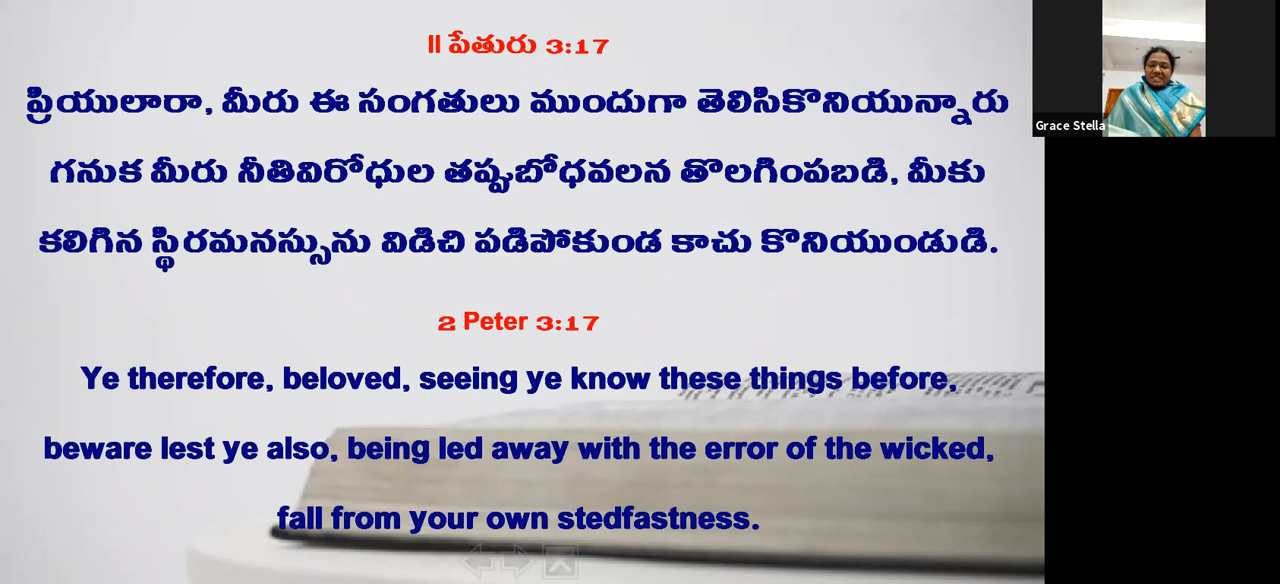 II పేతురు 3:17
ప్రియులారా, మీరు ఈ సంగతులు ముందుగా తెలిసికొనియున్నారు
గనుక మీరు నీతివిరోధుల తప్పుబోధవలన తొలగింపబడి, మీకు
కలిగిన స్థిరమనస్సును విడిచి పడిపోకుండ కాచు కొనియుండుడి.
2 Peter 3:17
Ye therefore, beloved, seeing ye know these things before,
beware lest ye also, being led away with the error of the wicked,
fall from your own stedfastness.
Grace Stella